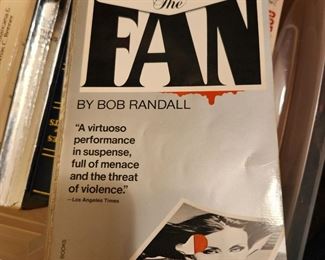 The
FAN
BY BOB RANDALL
"A virtuoso
performance
in suspense,
full of menace
and the threat
of violence."
—Los Angeles Times
BOOKS